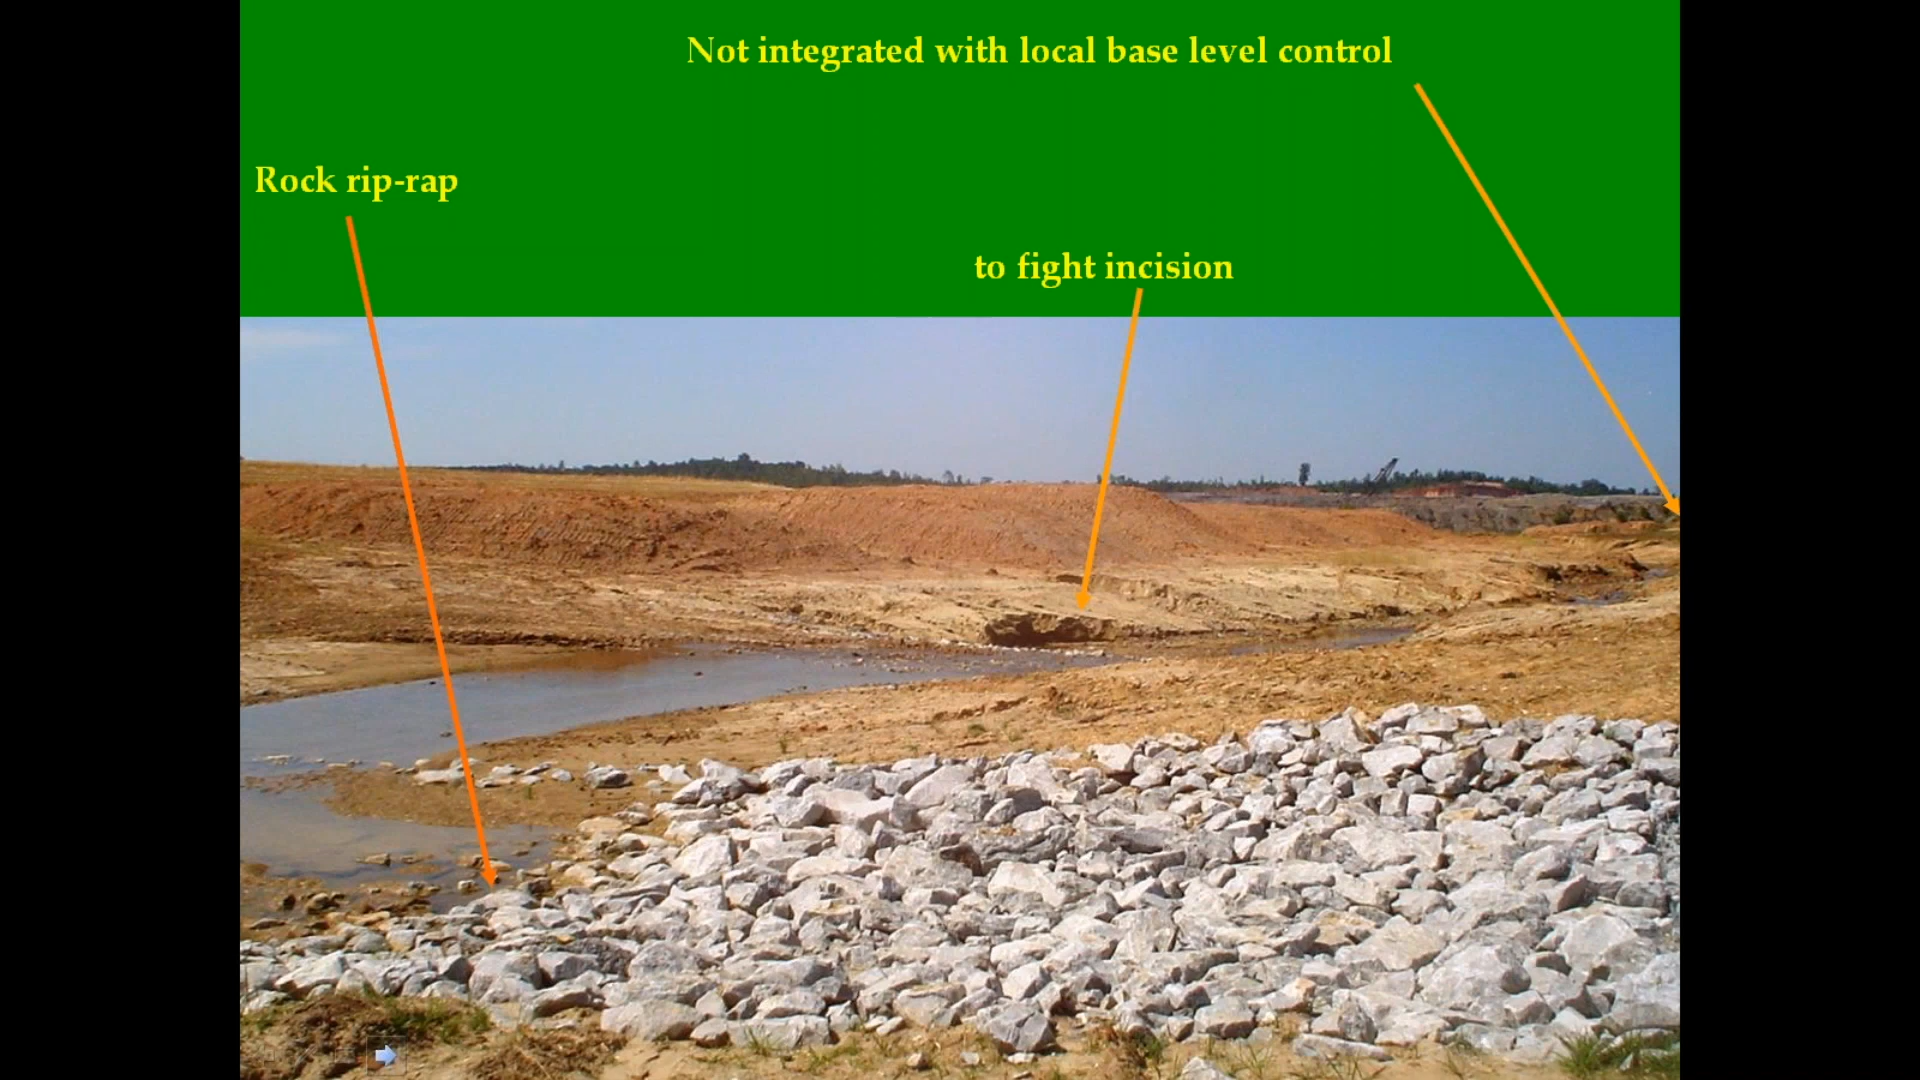 Not integrated with local base level control
Rock rip-rap
to fight incision